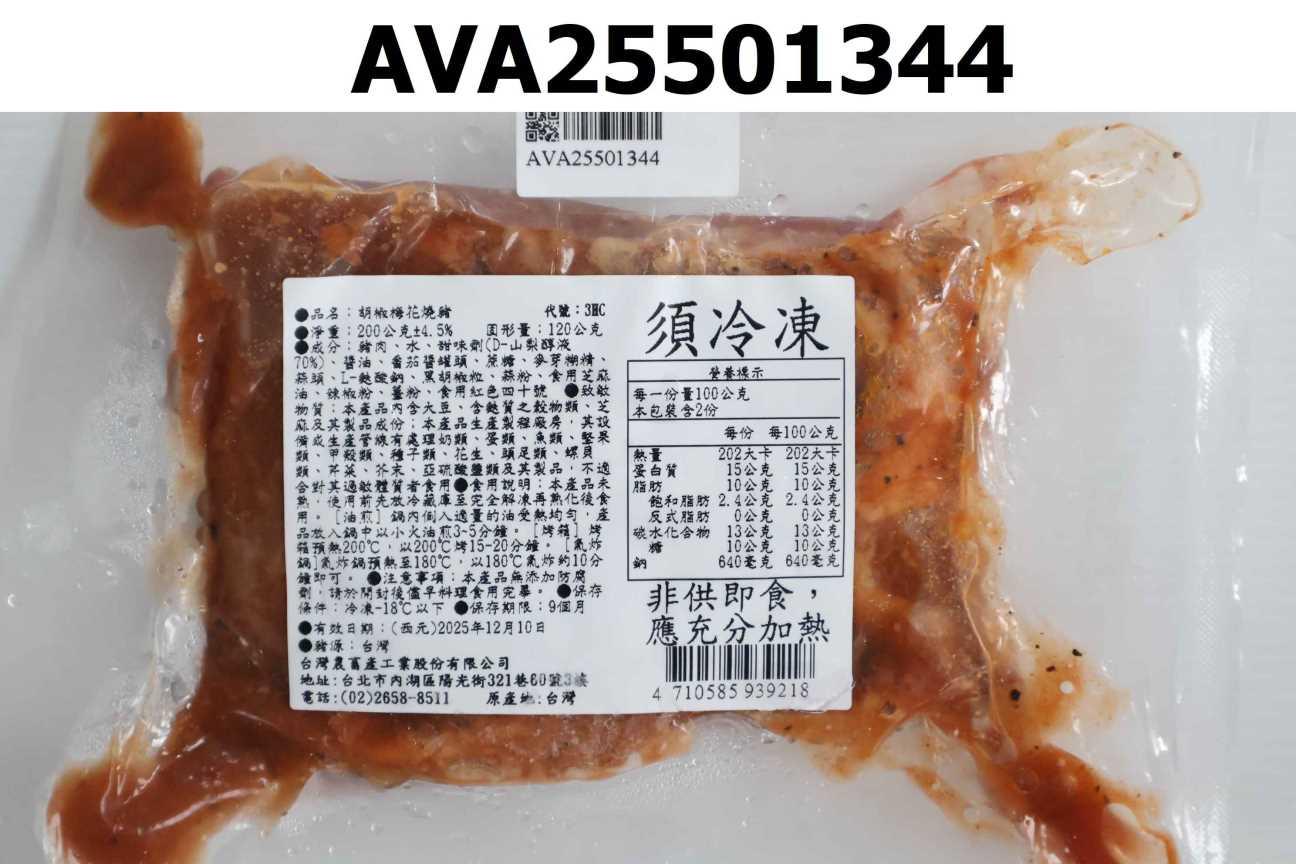 AVA25501344
AVA25501344
●品名：胡椒梅花燒豬 代號：3HC
●淨重：200公克±4.5% 固形量：120公克
●成分：豬肉、水、甜味劑(D-山梨醇液
70%)、醬油、番茄醬罐頭、蔗糖、麥芽糊精、
蒜頭、L-麩酸鈉、黑胡椒粒、蒜粉、食用芝麻
油、辣椒粉、薑粉、食用紅色四十號 ●致敏
物質：本產品內含大豆、含麩質之穀物類、芝
麻及其製品成份；本產品生產製程廠房，其設
備或生產管線有處理奶類、蛋類、魚類、堅果
類、甲殼類、種子類、花生、頭足類、螺貝
類、芹菜、芥末、亞硫酸鹽類及其製品，不適
合對其過敏體質者食用●食用說明：本產品未
熟，使用前先放冷藏庫至完全解凍再熟化後食
用。[油煎] 鍋內倒入適量的油受熱均勻，產
品放入鍋中以小火油煎3-5分鐘。[烤箱] 烤
箱預熱200℃，以200℃烤15-20分鐘。[氣炸
鍋]氣炸鍋預熱至180℃，以180℃氣炸約10分
鐘即可。 ●注意事項：本產品無添加防腐
劑，請於開封後儘早料理食用完畢。 ●保存
條件：冷凍-18℃以下 ●保存期限：9個月
●有效日期：(西元)2025年12月10日
●豬源：台灣
台灣農畜產工業股份有限公司
地址:台北市內湖區陽光街321巷60號3樓
電話:(02)2658-8511 原產地:台灣
須冷凍
營養標示
每一份量100公克
本包裝含2份
每份 每100公克
熱量 202大卡 202大卡
蛋白質 15公克 15公克
脂肪 10公克 10公克
飽和脂肪 2.4公克 2.4公克
反式脂肪 0公克 0公克
碳水化合物 13公克 13公克
糖 10公克 10公克
鈉 640毫克 640毫克
非供即食，
應充分加熱
4 710585 939218